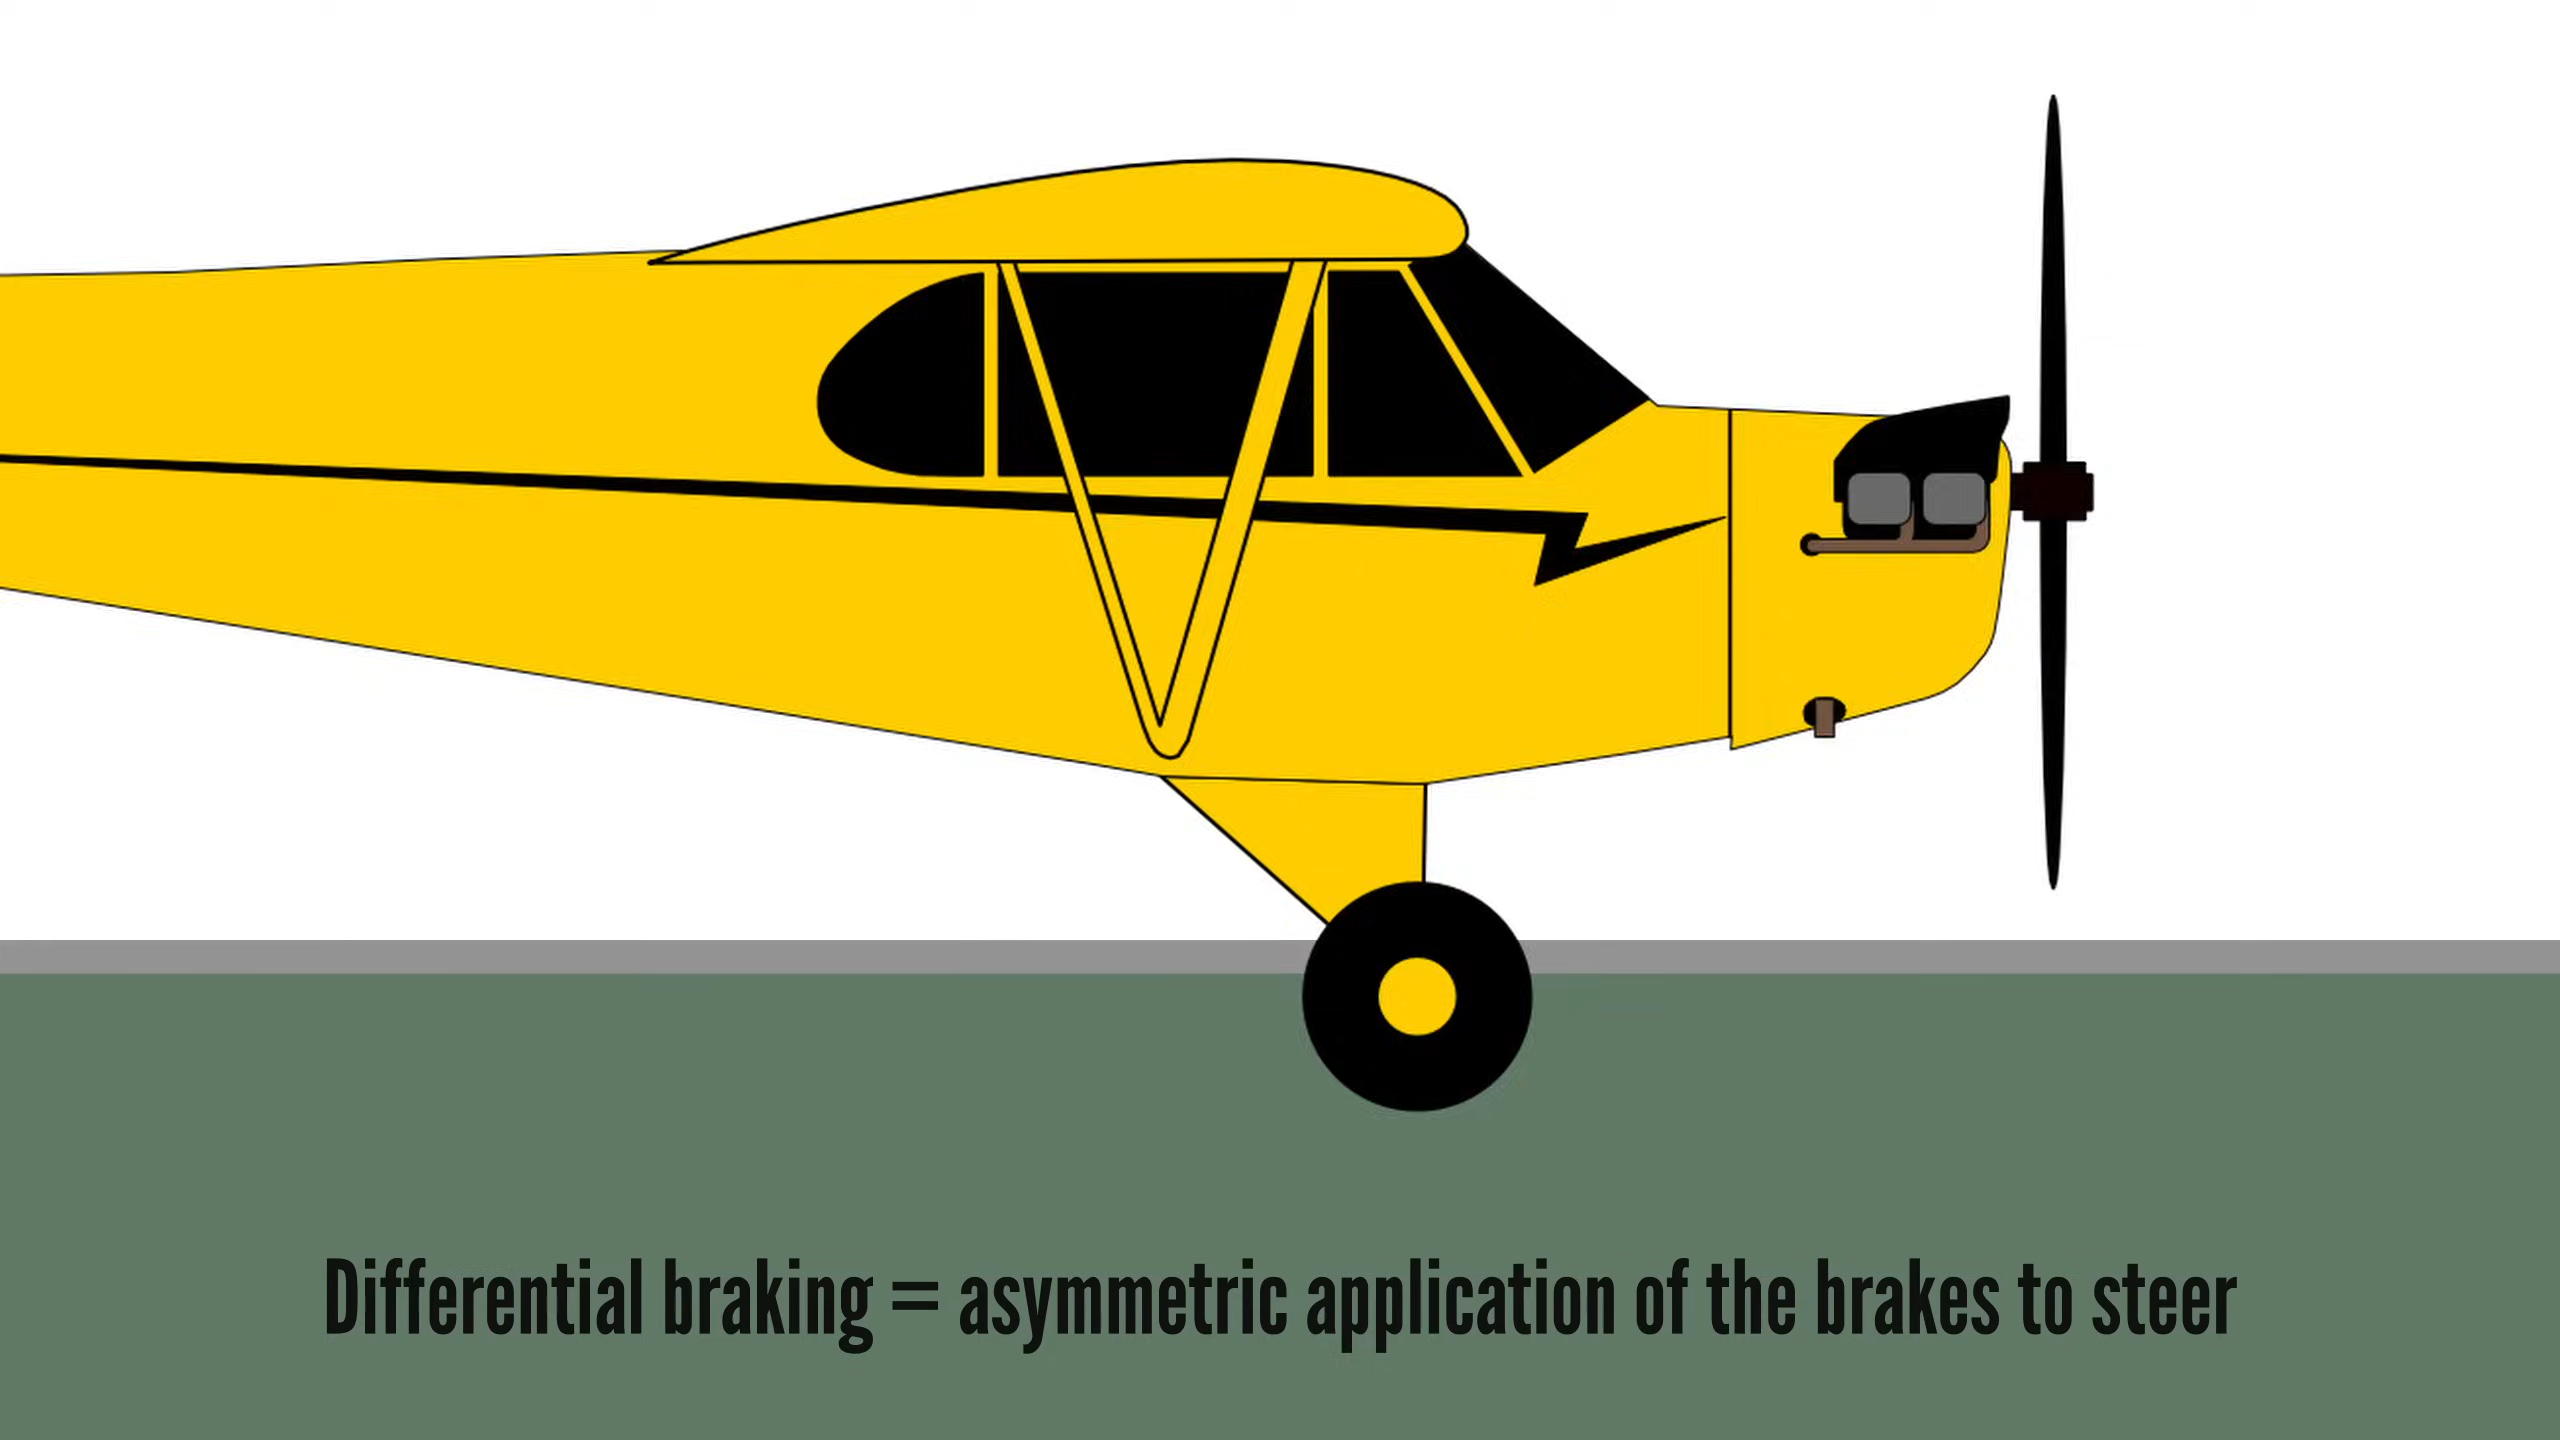 Differential braking = asymmetric application of the brakes to steer